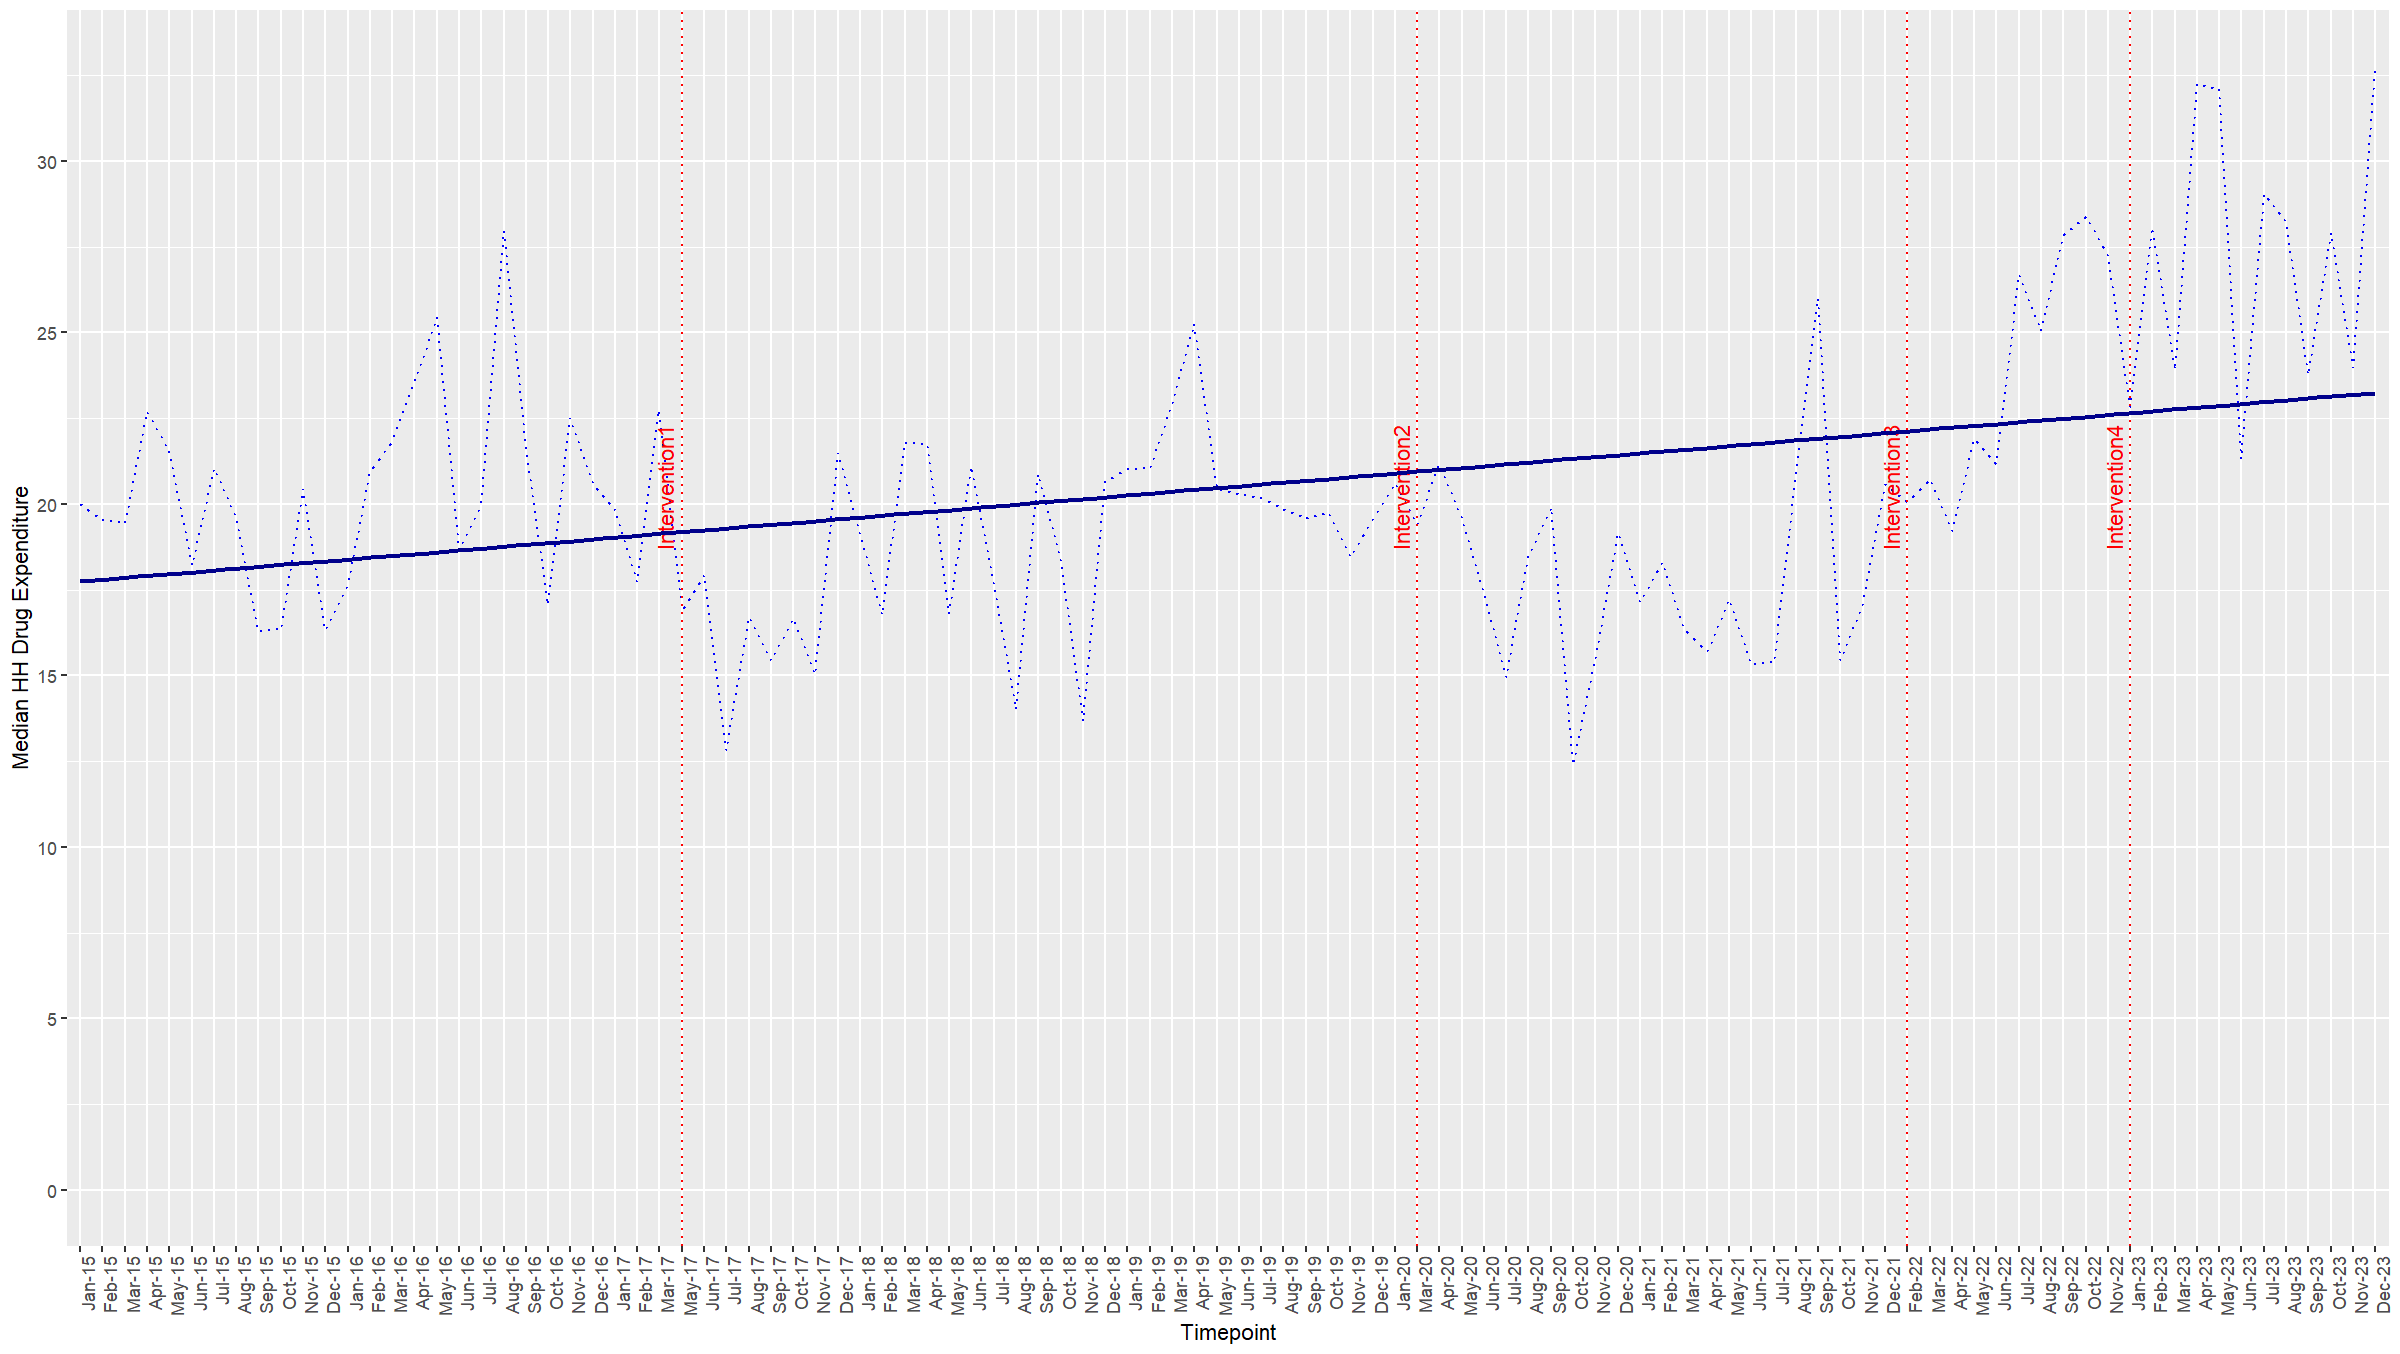 Median HH Drug Expenditure
30
25
20
15
10
5
0
Intervention1
Intervention2
Intervention3
Intervention4
Jan-15
Feb-15
Mar-15
Apr-15
May-15
Jun-15
Jul-15
Aug-15
Sep-15
Oct-15
Nov-15
Dec-15
Jan-16
Feb-16
Mar-16
Apr-16
May-16
Jun-16
Jul-16
Aug-16
Sep-16
Oct-16
Nov-16
Dec-16
Jan-17
Feb-17
Mar-17
May-17
Jun-17
Jul-17
Aug-17
Sep-17
Oct-17
Nov-17
Dec-17
Jan-18
Feb-18
Mar-18
Apr-18
May-18
Jun-18
Jul-18
Aug-18
Sep-18
Oct-18
Nov-18
Dec-18
Jan-19
Feb-19
Mar-19
Apr-19
May-19
Jun-19
Jul-19
Aug-19
Sep-19
Oct-19
Nov-19
Dec-19
Jan-20
Mar-20
Apr-20
May-20
Jun-20
Jul-20
Aug-20
Sep-20
Oct-20
Nov-20
Dec-20
Jan-21
Feb-21
Mar-21
Apr-21
May-21
Jun-21
Jul-21
Aug-21
Sep-21
Oct-21
Nov-21
Dec-21
Feb-22
Mar-22
Apr-22
May-22
Jun-22
Jul-22
Aug-22
Sep-22
Oct-22
Nov-22
Jan-23
Feb-23
Mar-23
Apr-23
May-23
Jun-23
Jul-23
Aug-23
Sep-23
Oct-23
Nov-23
Dec-23
Timepoint